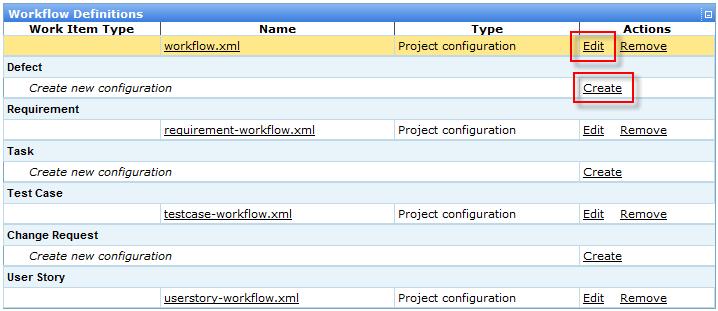 Workflow Definitions
Work Item Type Name Type Actions
workflow.xml Project configuration Edit Remove
Defect
Create new configuration Create
Requirement
requirement-workflow.xml Project configuration Edit Remove
Task
Create new configuration Create
Test Case
testcase-workflow.xml Project configuration Edit Remove
Change Request
Create new configuration Create
User Story
userstory-workflow.xml Project configuration Edit Remove